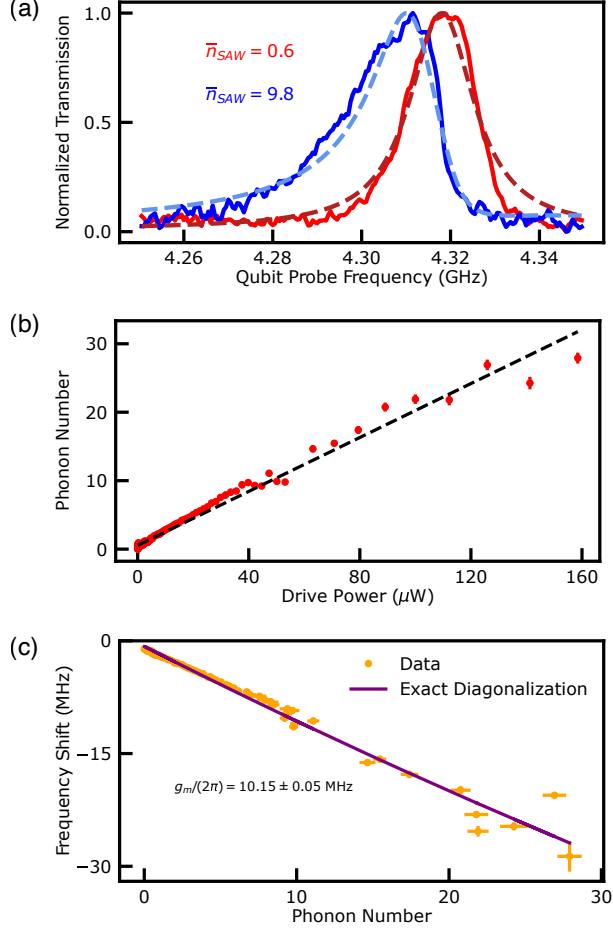 (a)
Normalized Transmission
1.0
0.5
0.0
n̅_SAW = 0.6
n̅_SAW = 9.8
4.26 4.28 4.30 4.32 4.34
Qubit Probe Frequency (GHz)
(b)
Phonon Number
30
20
10
0
0 40 80 120 160
Drive Power (μW)
(c)
Frequency Shift (MHz)
0
−15
−30
Data
Exact Diagonalization
g_m/(2π) = 10.15 ± 0.05 MHz
0 10 20 30
Phonon Number